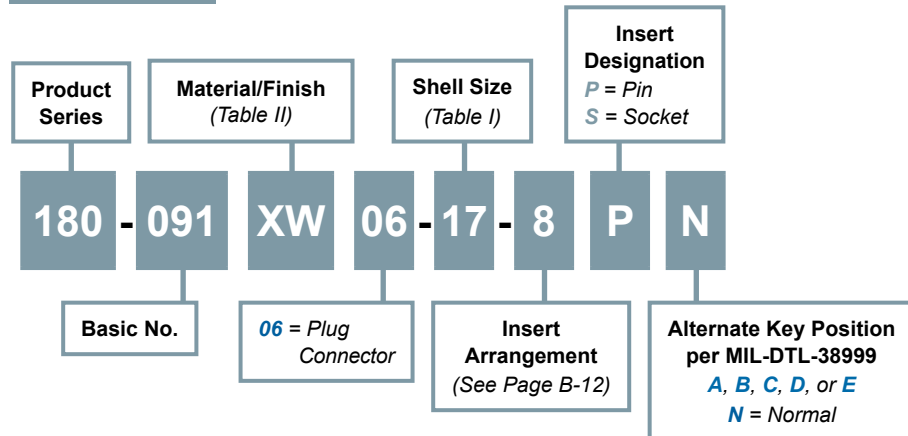 Product
Series
Material/Finish
(Table II)
Shell Size
(Table I)
Insert
Designation
P = Pin
S = Socket
180 - 091 XW 06 - 17 - 8 P N
Basic No.
06 = Plug
Connector
Insert
Arrangement
(See Page B-12)
Alternate Key Position
per MIL-DTL-38999
A, B, C, D, or E
N = Normal